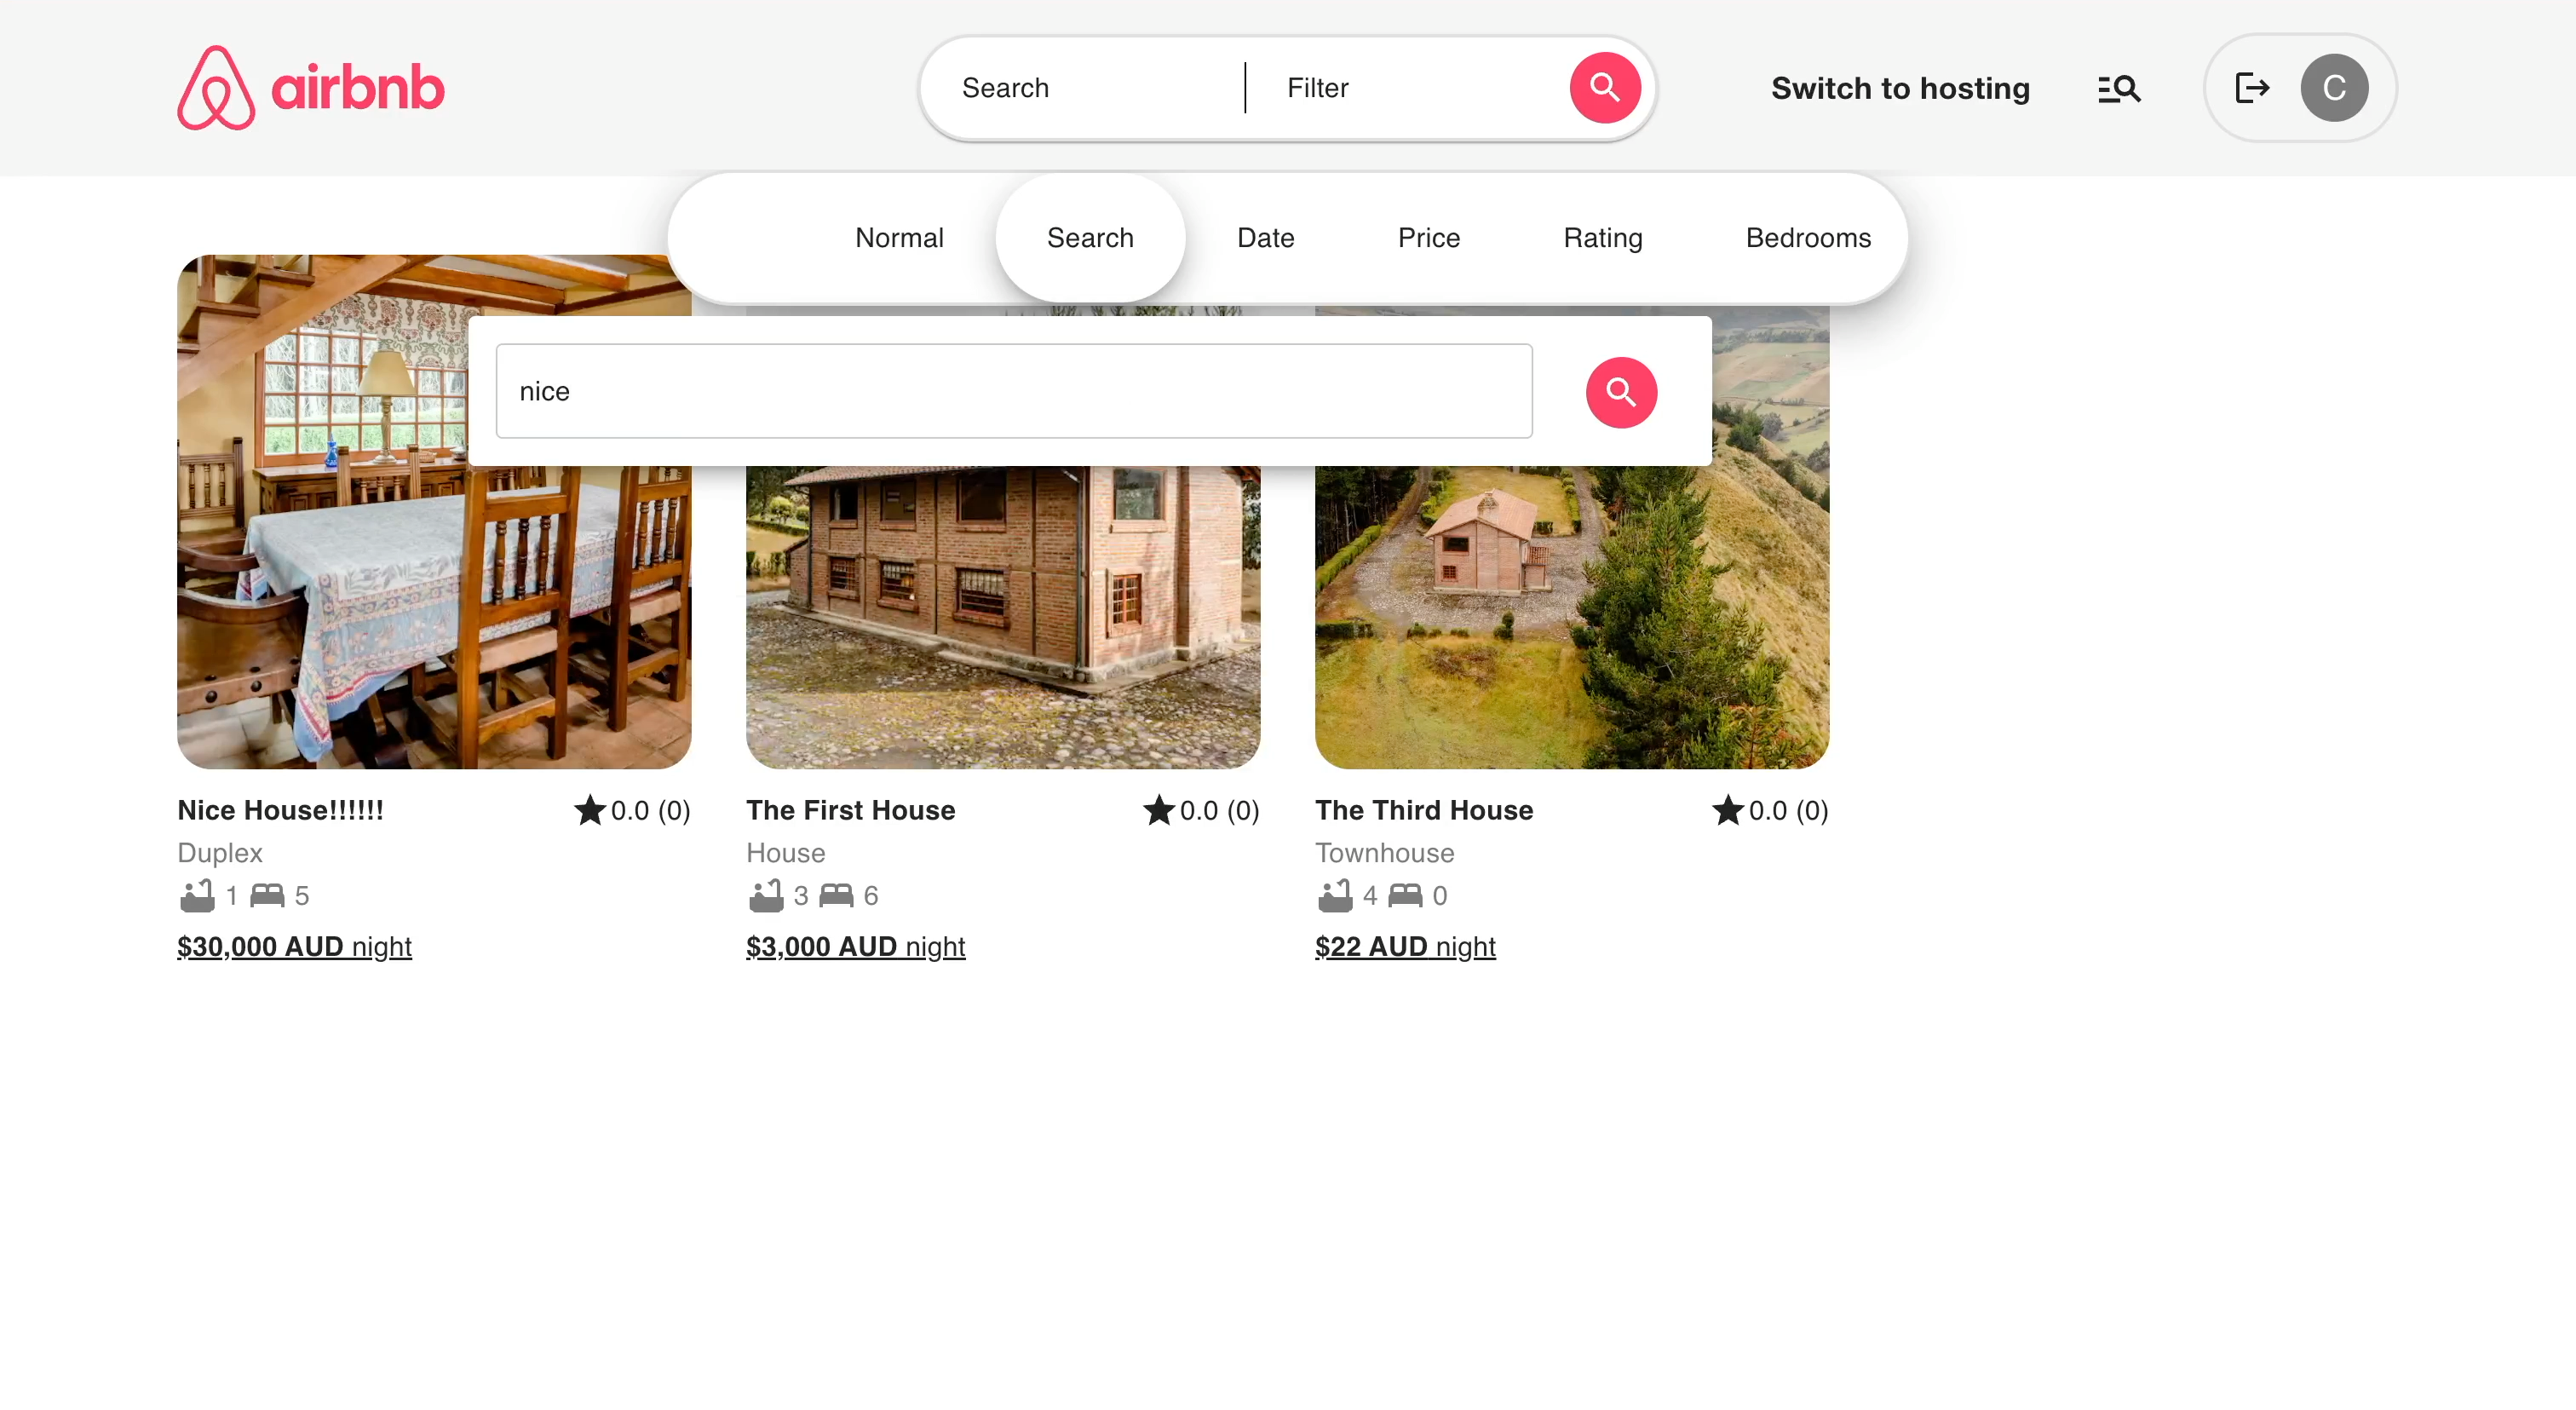 airbnb
Search
Filter
Switch to hosting
C
Normal
Search
Date
Price
Rating
Bedrooms
nice
Nice House!!!!!!
0.0 (0)
Duplex
1 5
$30,000 AUD night
The First House
0.0 (0)
House
3 6
$3,000 AUD night
The Third House
0.0 (0)
Townhouse
4 0
$22 AUD night